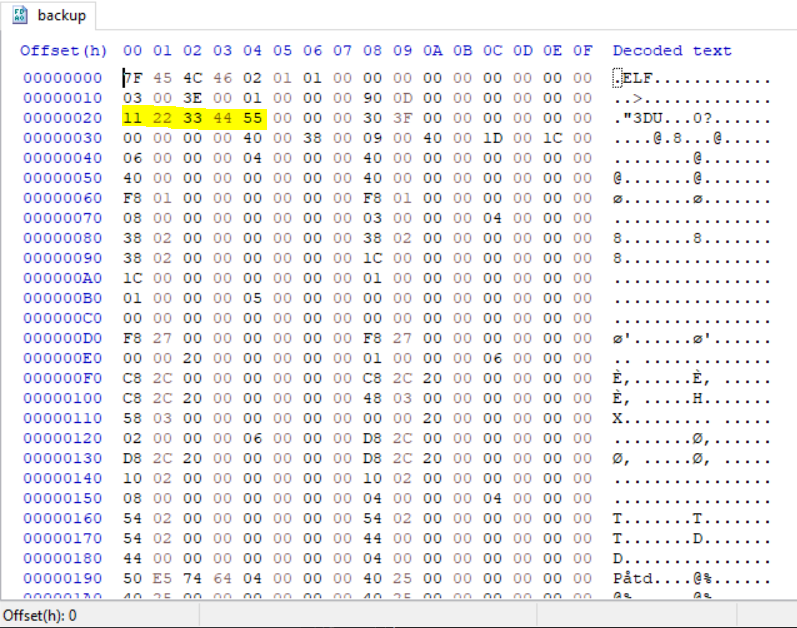 backup
Offset(h) 00 01 02 03 04 05 06 07 08 09 0A 0B 0C 0D 0E 0F Decoded text
00000000 7F 45 4C 46 02 01 01 00 00 00 00 00 00 00 00 00 .ELF............
00000010 03 00 3E 00 01 00 00 00 90 0D 00 00 00 00 00 00 ..>.............
00000020 11 22 33 44 55 00 00 00 30 3F 00 00 00 00 00 00 ."3DU...0?......
00000030 00 00 00 00 40 00 38 00 09 00 40 00 1D 00 1C 00 ....@.8...@.....
00000040 06 00 00 00 04 00 00 00 40 00 00 00 00 00 00 00 ........@.......
00000050 40 00 00 00 00 00 00 00 40 00 00 00 00 00 00 00 @.......@.......
00000060 F8 01 00 00 00 00 00 00 F8 01 00 00 00 00 00 00 ø.......ø.......
00000070 08 00 00 00 00 00 00 00 03 00 00 00 04 00 00 00 ................
00000080 38 02 00 00 00 00 00 00 38 02 00 00 00 00 00 00 8.......8.......
00000090 38 02 00 00 00 00 00 00 1C 00 00 00 00 00 00 00 8...............
000000A0 1C 00 00 00 00 00 00 00 01 00 00 00 00 00 00 00 ................
000000B0 01 00 00 00 05 00 00 00 00 00 00 00 00 00 00 00 ................
000000C0 00 00 00 00 00 00 00 00 00 00 00 00 00 00 00 00 ................
000000D0 F8 27 00 00 00 00 00 00 F8 27 00 00 00 00 00 00 ø'......ø'......
000000E0 00 00 20 00 00 00 00 00 01 00 00 00 06 00 00 00 .. .............
000000F0 C8 2C 00 00 00 00 00 00 C8 2C 20 00 00 00 00 00 È,......È, .....
00000100 C8 2C 20 00 00 00 00 00 48 03 00 00 00 00 00 00 È, .....H.......
00000110 58 03 00 00 00 00 00 00 00 00 20 00 00 00 00 00 X......... .....
00000120 02 00 00 00 06 00 00 00 D8 2C 00 00 00 00 00 00 ........Ø,......
00000130 D8 2C 20 00 00 00 00 00 D8 2C 20 00 00 00 00 00 Ø, .....Ø, .....
00000140 10 02 00 00 00 00 00 00 10 02 00 00 00 00 00 00 ................
00000150 08 00 00 00 00 00 00 00 04 00 00 00 04 00 00 00 ................
00000160 54 02 00 00 00 00 00 00 54 02 00 00 00 00 00 00 T.......T.......
00000170 54 02 00 00 00 00 00 00 44 00 00 00 00 00 00 00 T.......D.......
00000180 44 00 00 00 00 00 00 00 04 00 00 00 00 00 00 00 D...............
00000190 50 E5 74 64 04 00 00 00 40 25 00 00 00 00 00 00 Påtd....@%......
Offset(h): 0